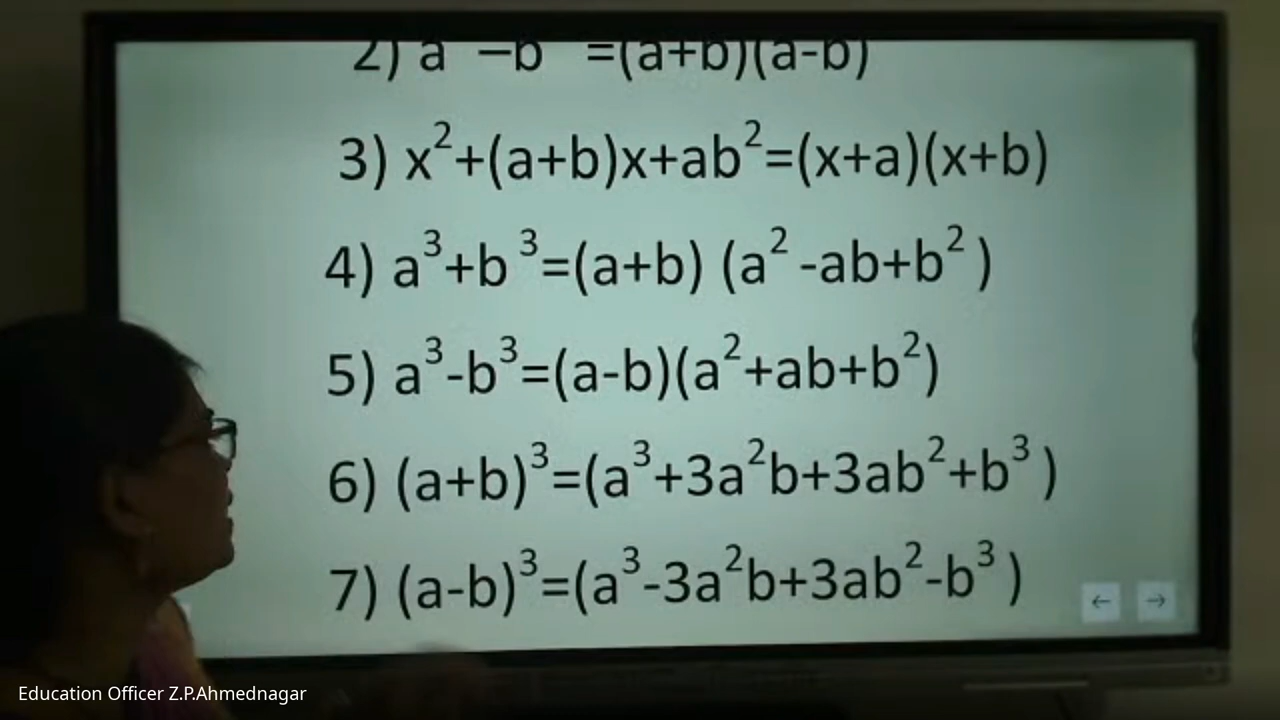 2) a –b =(a+b)(a-b)
3) x²+(a+b)x+ab²=(x+a)(x+b)
4) a³+b ³=(a+b) (a² -ab+b² )
5) a³-b³=(a-b)(a²+ab+b²)
6) (a+b)³=(a³+3a²b+3ab²+b³ )
7) (a-b)³=(a³-3a²b+3ab²-b³ )
← →
Education Officer Z.P.Ahmednagar